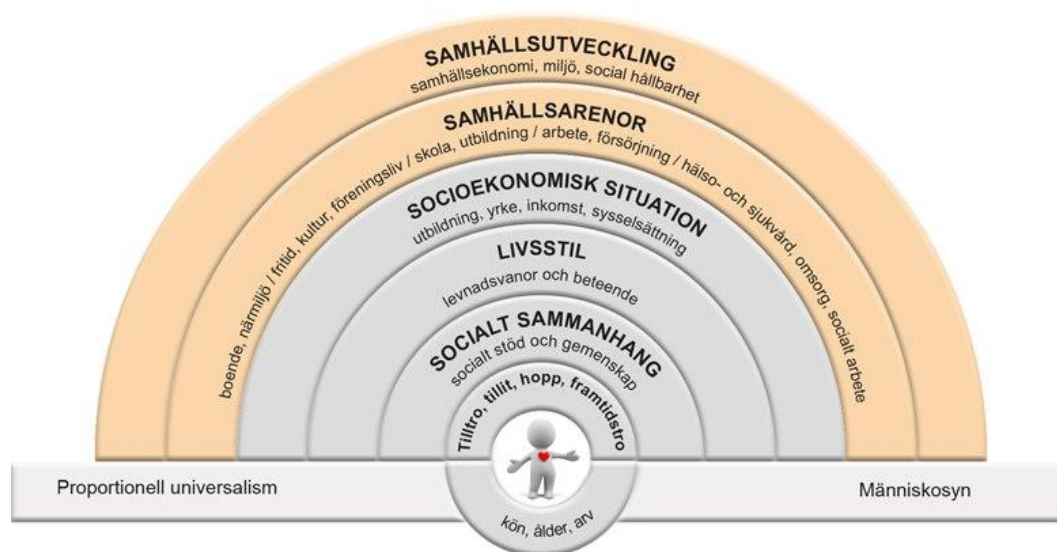 SAMHÄLLSUTVECKLING
samhällsekonomi, miljö, social hållbarhet
SAMHÄLLSARENOR
boende, närmiljö / fritid, kultur, föreningsliv / skola, utbildning / arbete, försörjning / hälso- och sjukvård, omsorg, socialt arbete
SOCIOEKONOMISK SITUATION
utbildning, yrke, inkomst, sysselsättning
LIVSSTIL
levnadsvanor och beteende
SOCIALT SAMMANHANG
socialt stöd och gemenskap
Tilltro, tillit, hopp, framtidstro
Proportionell universalism
Människosyn
kön, ålder, arv